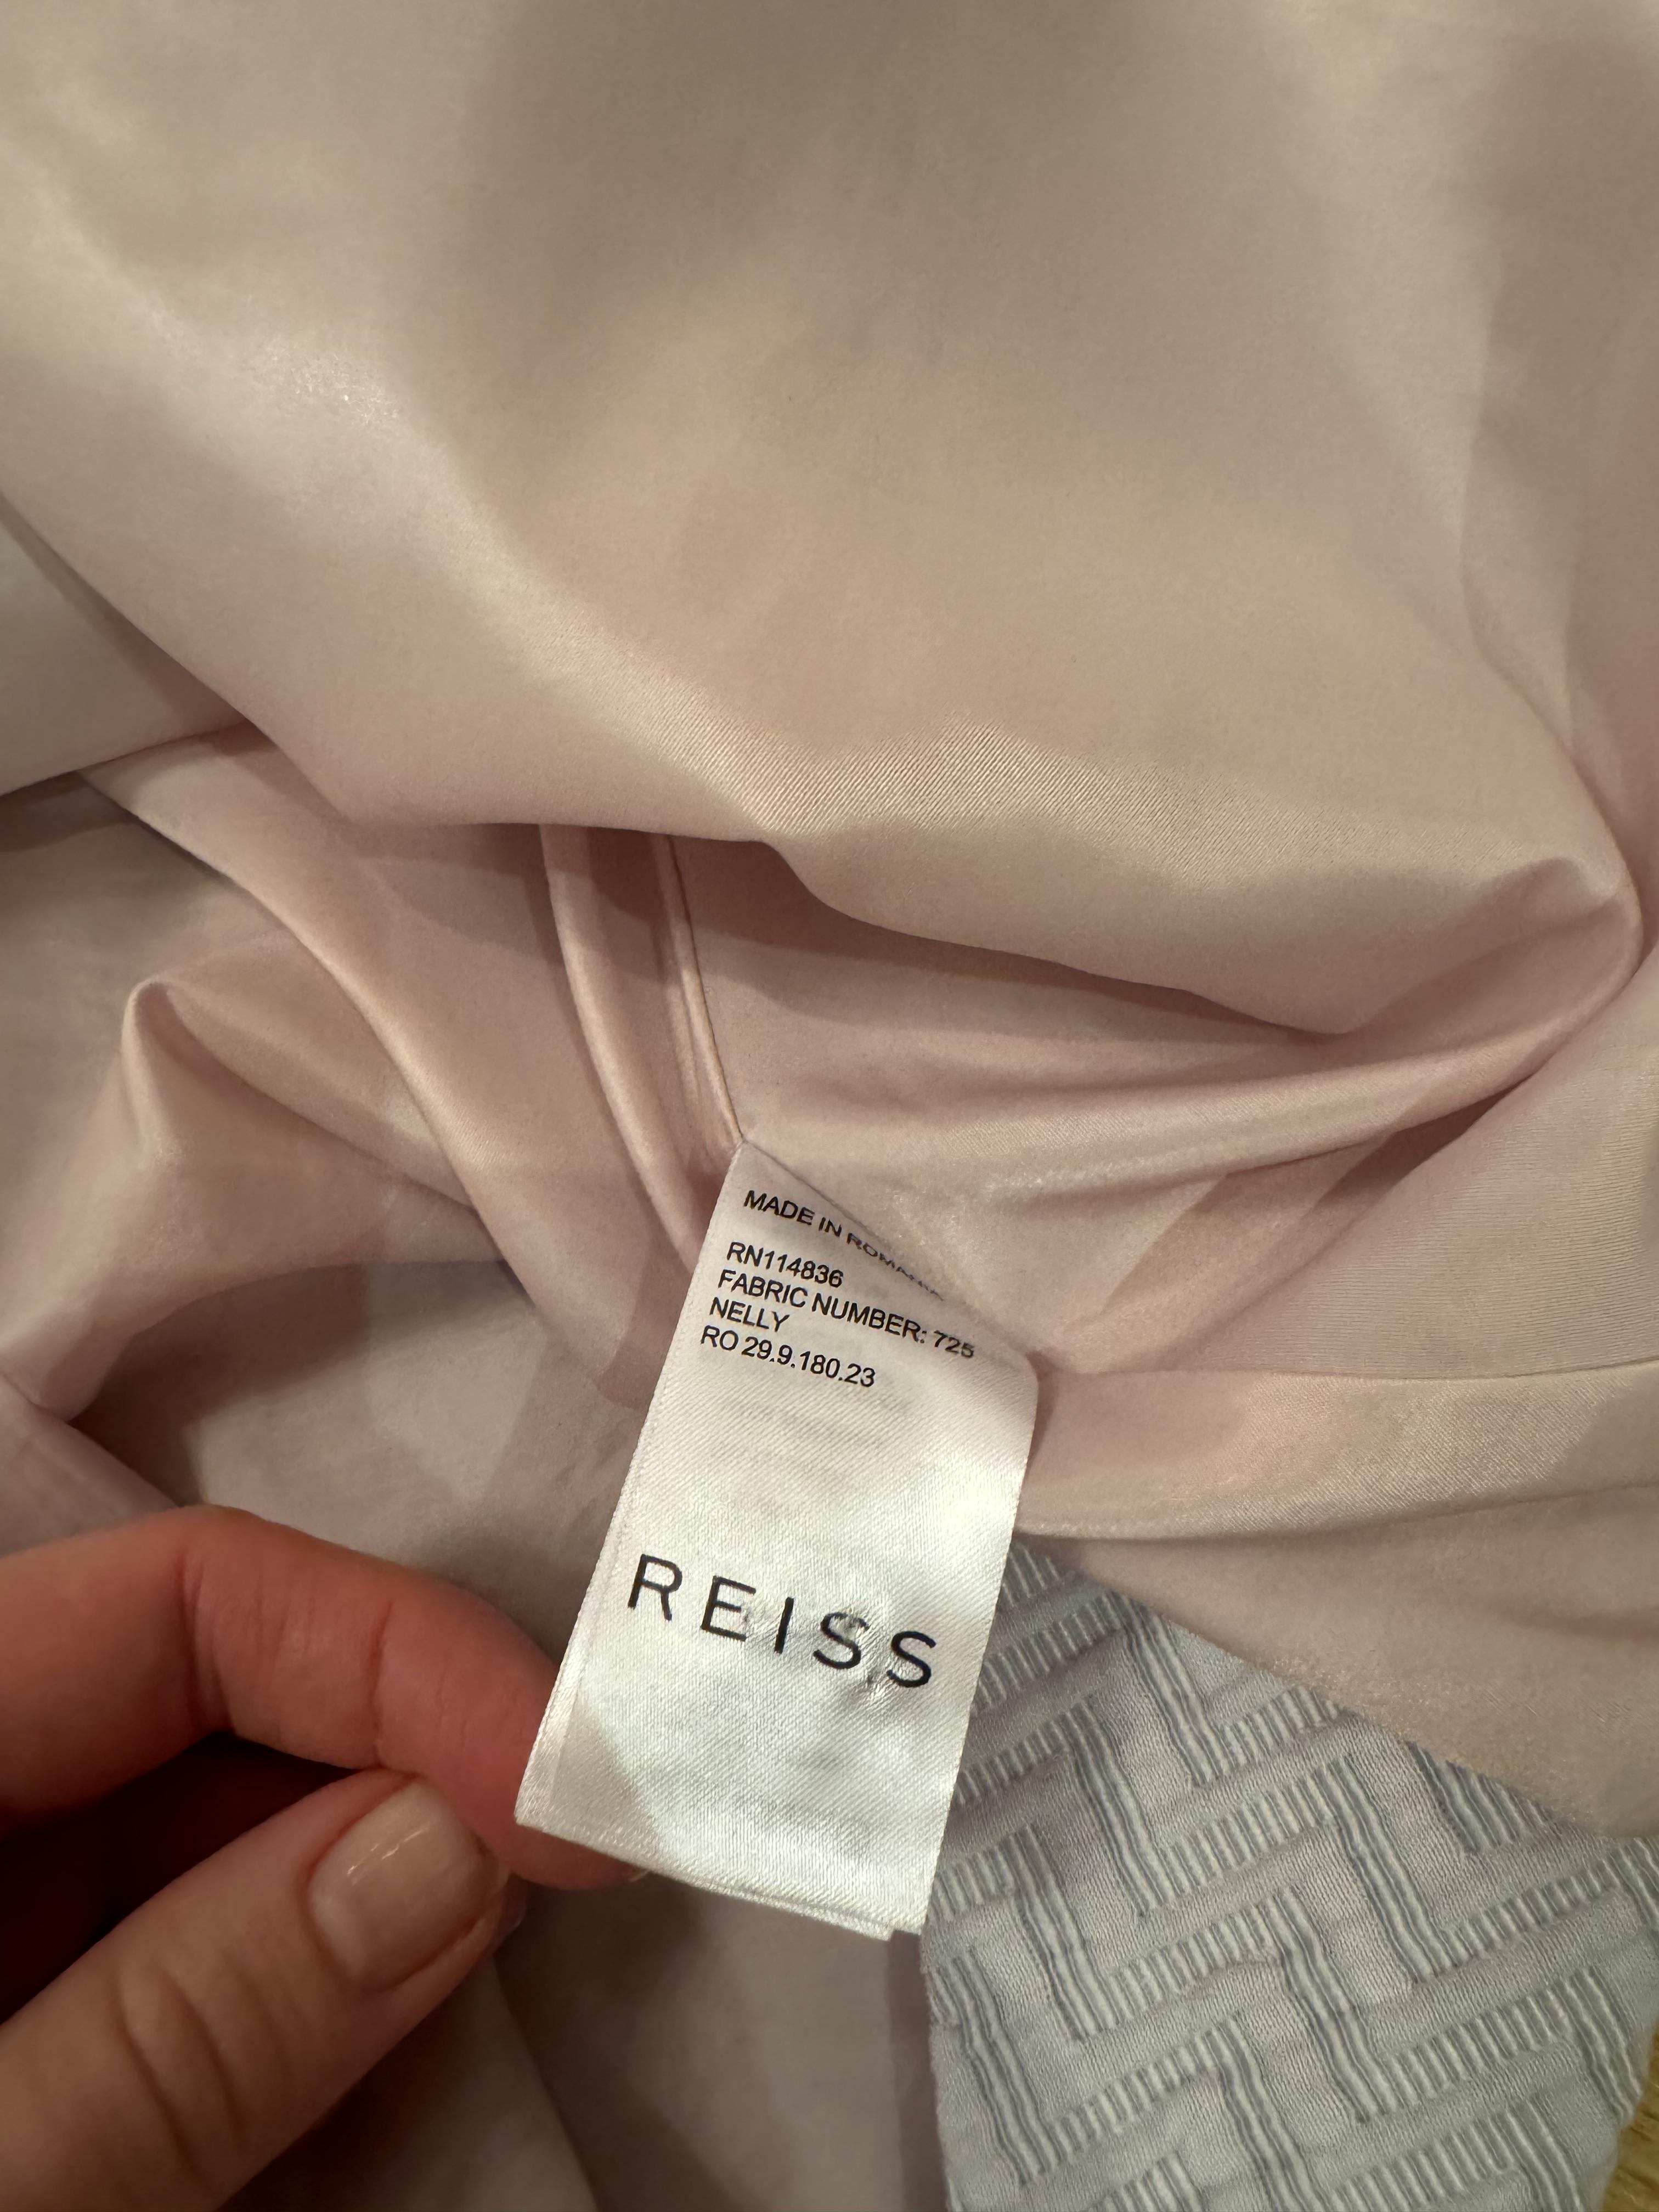 MADE IN ROMANIA
RN114836
FABRIC NUMBER: 725
NELLY
RO 29.9.180.23
REISS